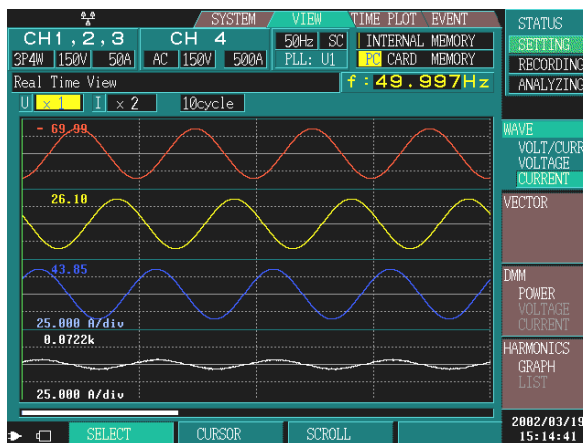 SYSTEM VIEW TIME PLOT EVENT
STATUS
CH1,2,3 CH 4 50Hz SC INTERNAL MEMORY
SETTING
3P4W 150V 50A AC 150V 500A PLL: U1 PC CARD MEMORY
RECORDING
Real Time View f:49.997Hz
ANALYZING
U × 1 I × 2 10cycle
- 69.99
WAVE
VOLT/CURR
VOLTAGE
CURRENT
26.10
VECTOR
43.85
DMM
POWER
VOLTAGE
CURRENT
25.000 A/div
0.0722k
HARMONICS
GRAPH
LIST
25.000 A/div
2002/03/19
SELECT CURSOR SCROLL
15:14:41